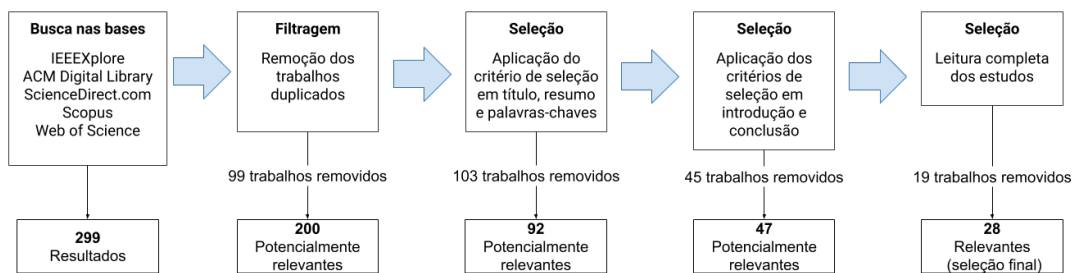 Busca nas bases
IEEEXplore
ACM Digital Library
ScienceDirect.com
Scopus
Web of Science
Filtragem
Remoção dos
trabalhos
duplicados
Seleção
Aplicação do
critério de seleção
em título, resumo
e palavras-chaves
Seleção
Aplicação dos
critérios de
seleção em
introdução e
conclusão
Seleção
Leitura completa
dos estudos
99 trabalhos removidos
103 trabalhos removidos
45 trabalhos removidos
19 trabalhos removidos
299
Resultados
200
Potencialmente
relevantes
92
Potencialmente
relevantes
47
Potencialmente
relevantes
28
Relevantes
(seleção final)